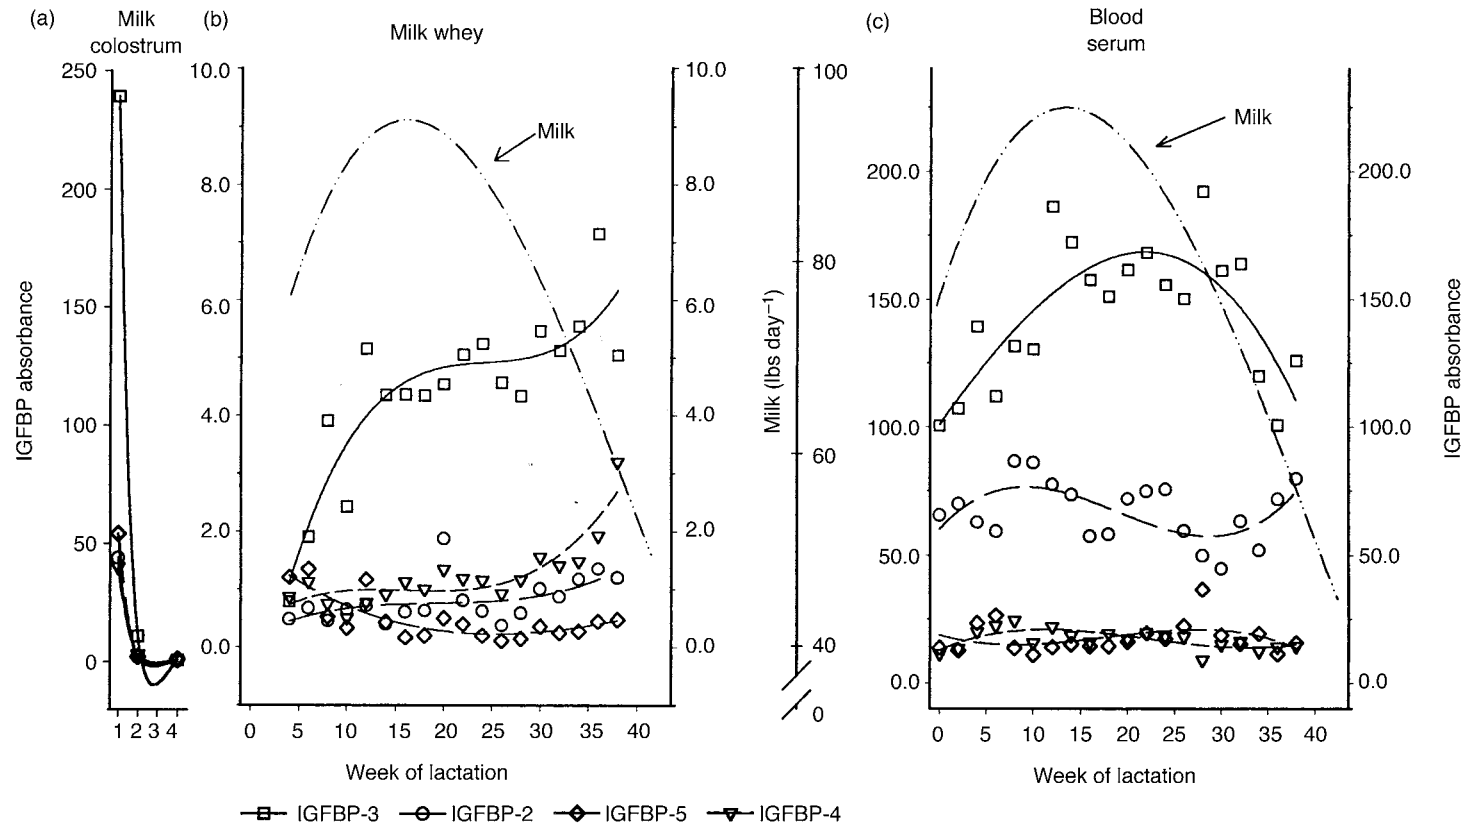 (a)
Milk
colostrum
(b)
Milk whey
(c)
Blood
serum
250
200
150
100
50
0
IGFBP absorbance
1 2 3 4
10.0
8.0
6.0
4.0
2.0
0.0
Milk
10.0
8.0
6.0
4.0
2.0
0.0
0 5 10 15 20 25 30 35 40
Week of lactation
100
80
60
40
0
Milk (lbs day⁻¹)
200.0
150.0
100.0
50.0
0.0
Milk
200.0
150.0
100.0
50.0
0.0
IGFBP absorbance
0 5 10 15 20 25 30 35 40
Week of lactation
IGFBP-3 IGFBP-2 IGFBP-5 IGFBP-4